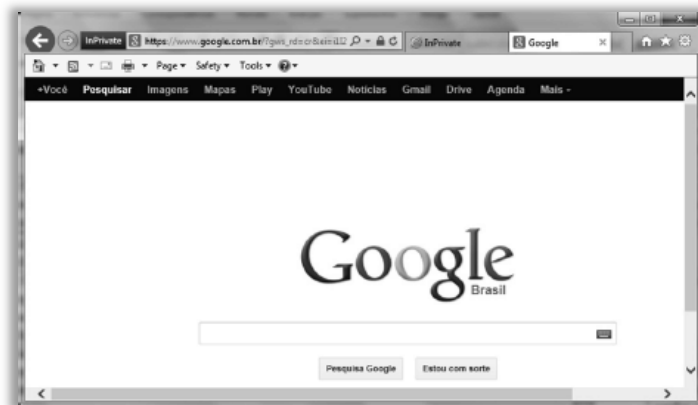 InPrivate https://www.google.com.br/ InPrivate Google
Page Safety Tools
+Você Pesquisar Imagens Mapas Play YouTube Notícias Gmail Drive Agenda Mais
Google
Brasil
Pesquisa Google Estou com sorte